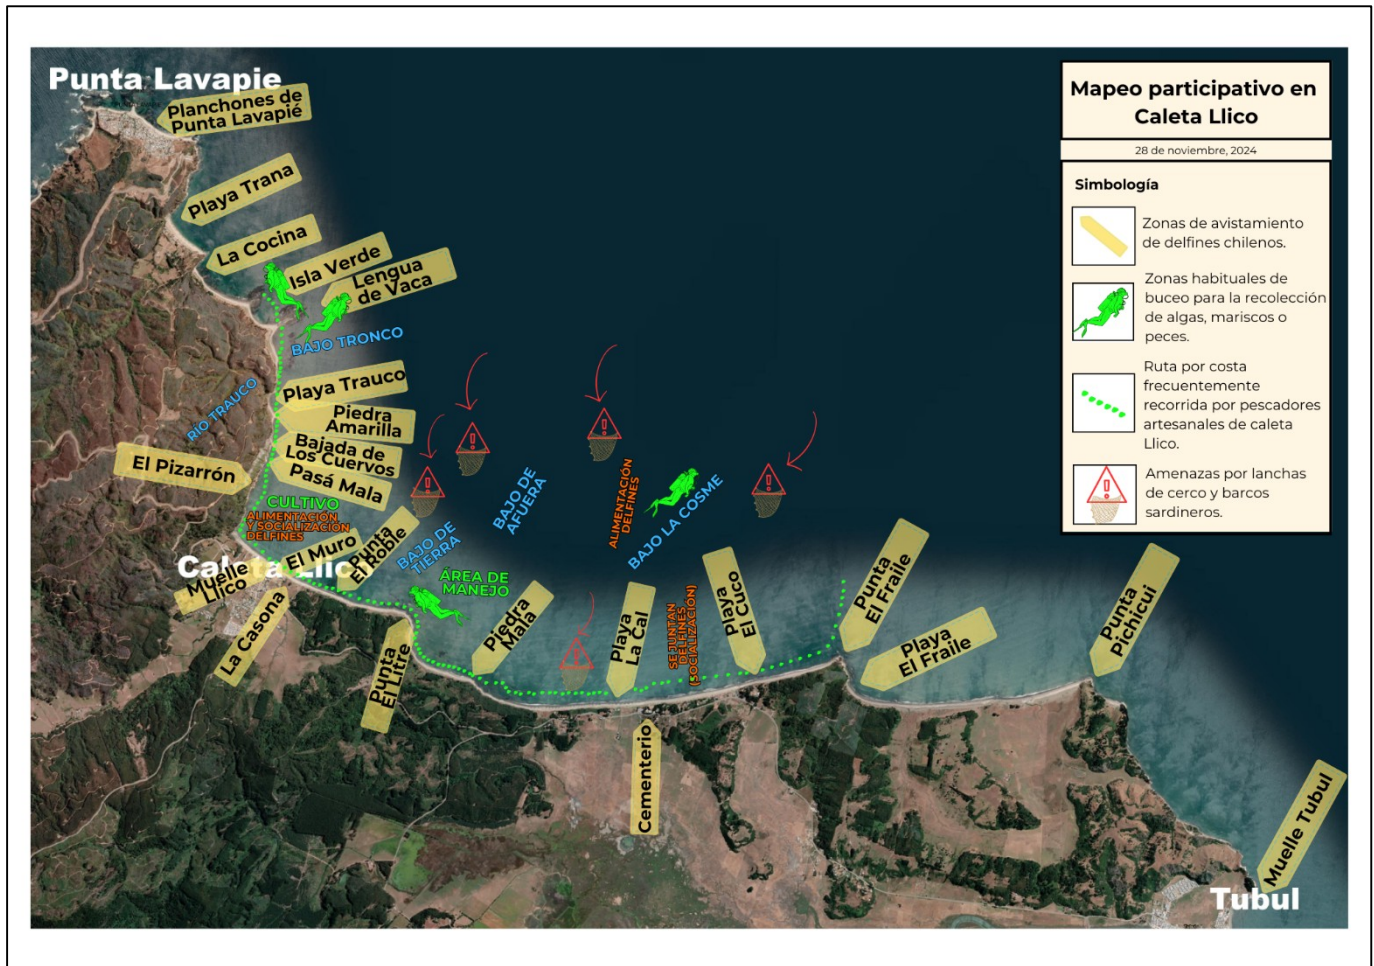 Punta Lavapie
Planchones de
Punta Lavapié
Playa Trana
La Cocina
Isla Verde
Lengua
de Vaca
BAJO TRONCO
Playa Trauco
RÍO TRAUCO
Piedra
Amarilla
Bajada de
Los Cuervos
El Pizarrón
Pasá Mala
CULTIVO
ALIMENTACIÓN
Y SOCIALIZACIÓN
DELFINES
Caleta Llico
El Muro
Punta
El Roble
Muelle
Llico
La Casona
BAJO DE
TIERRA
BAJO DE
AFUERA
ÁREA DE
MANEJO
Punta
El Litre
Piedra
Mala
ALIMENTACIÓN
DELFINES
BAJO LA COSME
Playa
La Cal
SE JUNTAN
DELFINES
(SOCIALIZACIÓN)
Playa
El Cuco
Cementerio
Punta
El Fraile
Playa
El Fraile
Punta
Pichicui
Muelle Tubul
Tubul
Mapeo participativo en
Caleta Llico
28 de noviembre, 2024
Simbología
Zonas de avistamiento
de delfines chilenos.
Zonas habituales de
buceo para la recolección
de algas, mariscos o
peces.
Ruta por costa
frecuentemente
recorrida por pescadores
artesanales de caleta
Llico.
Amenazas por lanchas
de cerco y barcos
sardineros.